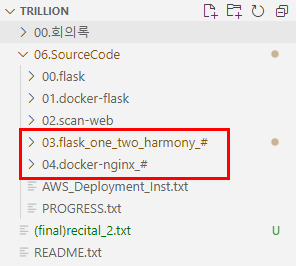 TRILLION
00.회의록
06.SourceCode
00.flask
01.docker-flask
02.scan-web
03.flask_one_two_harmony_#
04.docker-nginx_#
AWS_Deployment_Inst.txt
PROGRESS.txt
(final)recital_2.txt U
README.txt